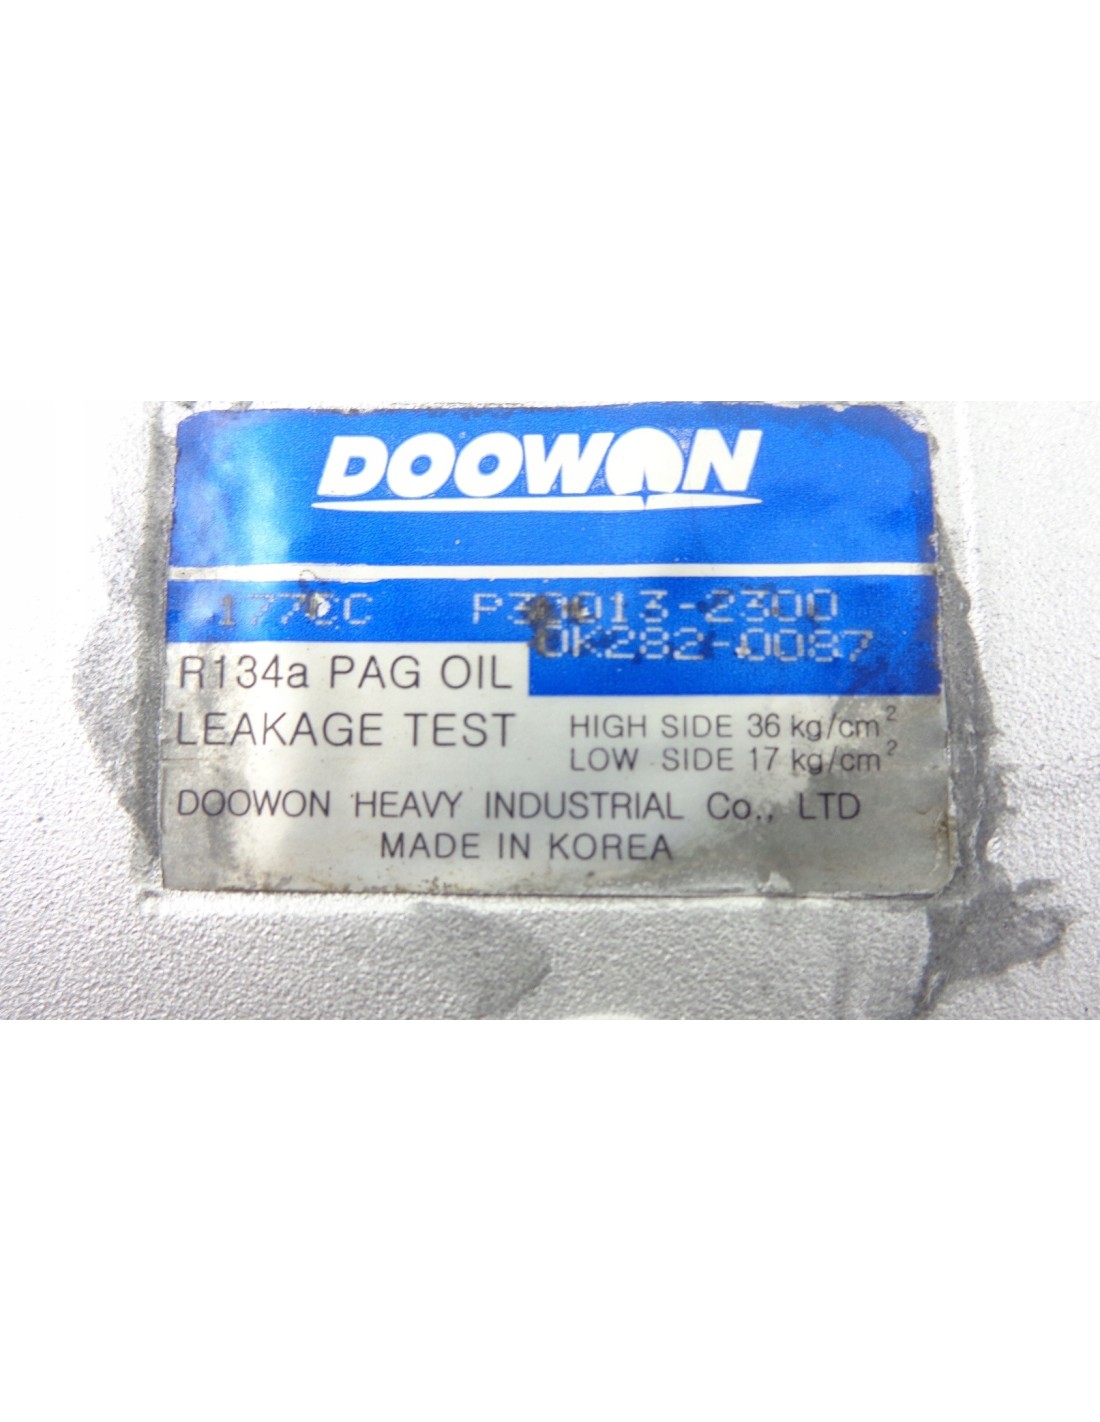 DOOWON
177CC P30013-2300
0K282-0087
R134a PAG OIL
LEAKAGE TEST HIGH SIDE 36 kg/cm²
LOW SIDE 17 kg/cm²
DOOWON HEAVY INDUSTRIAL Co., LTD
MADE IN KOREA